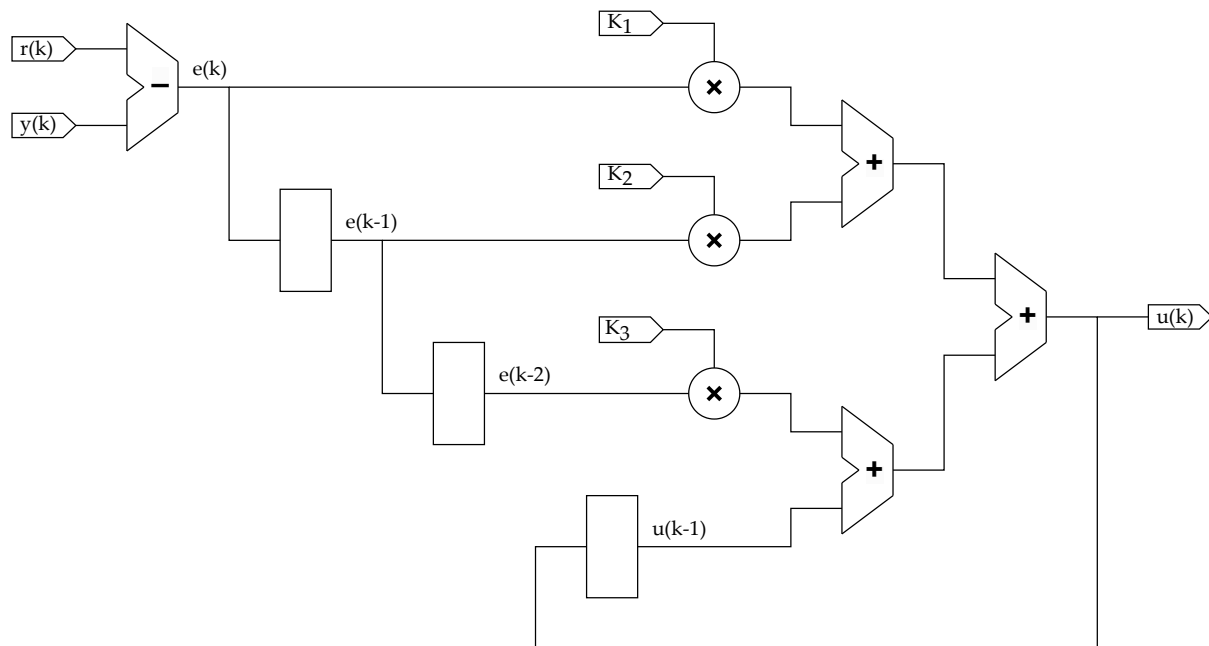 r(k)
y(k)
−
e(k)
K1
×
K2
×
+
e(k-1)
K3
×
e(k-2)
+
u(k)
+
u(k-1)